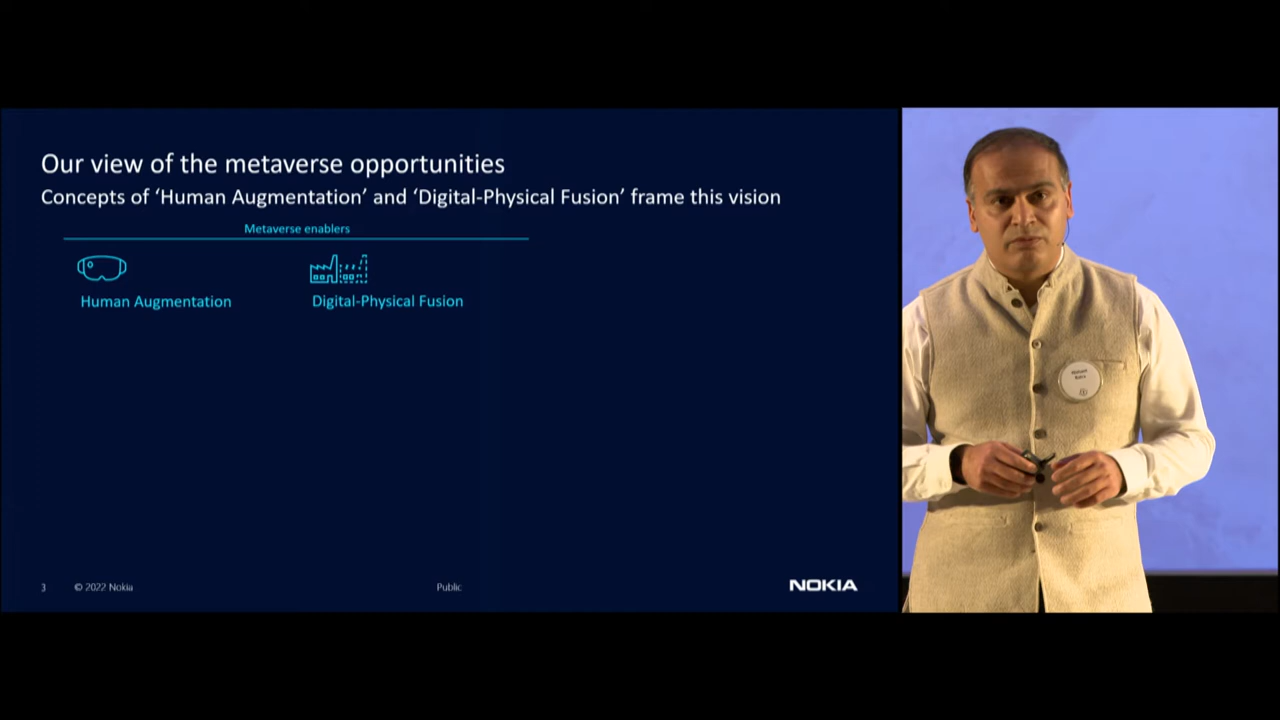 Our view of the metaverse opportunities
Concepts of ‘Human Augmentation’ and ‘Digital-Physical Fusion’ frame this vision
Metaverse enablers
Human Augmentation
Digital-Physical Fusion
3
© 2022 Nokia
Public
NOKIA